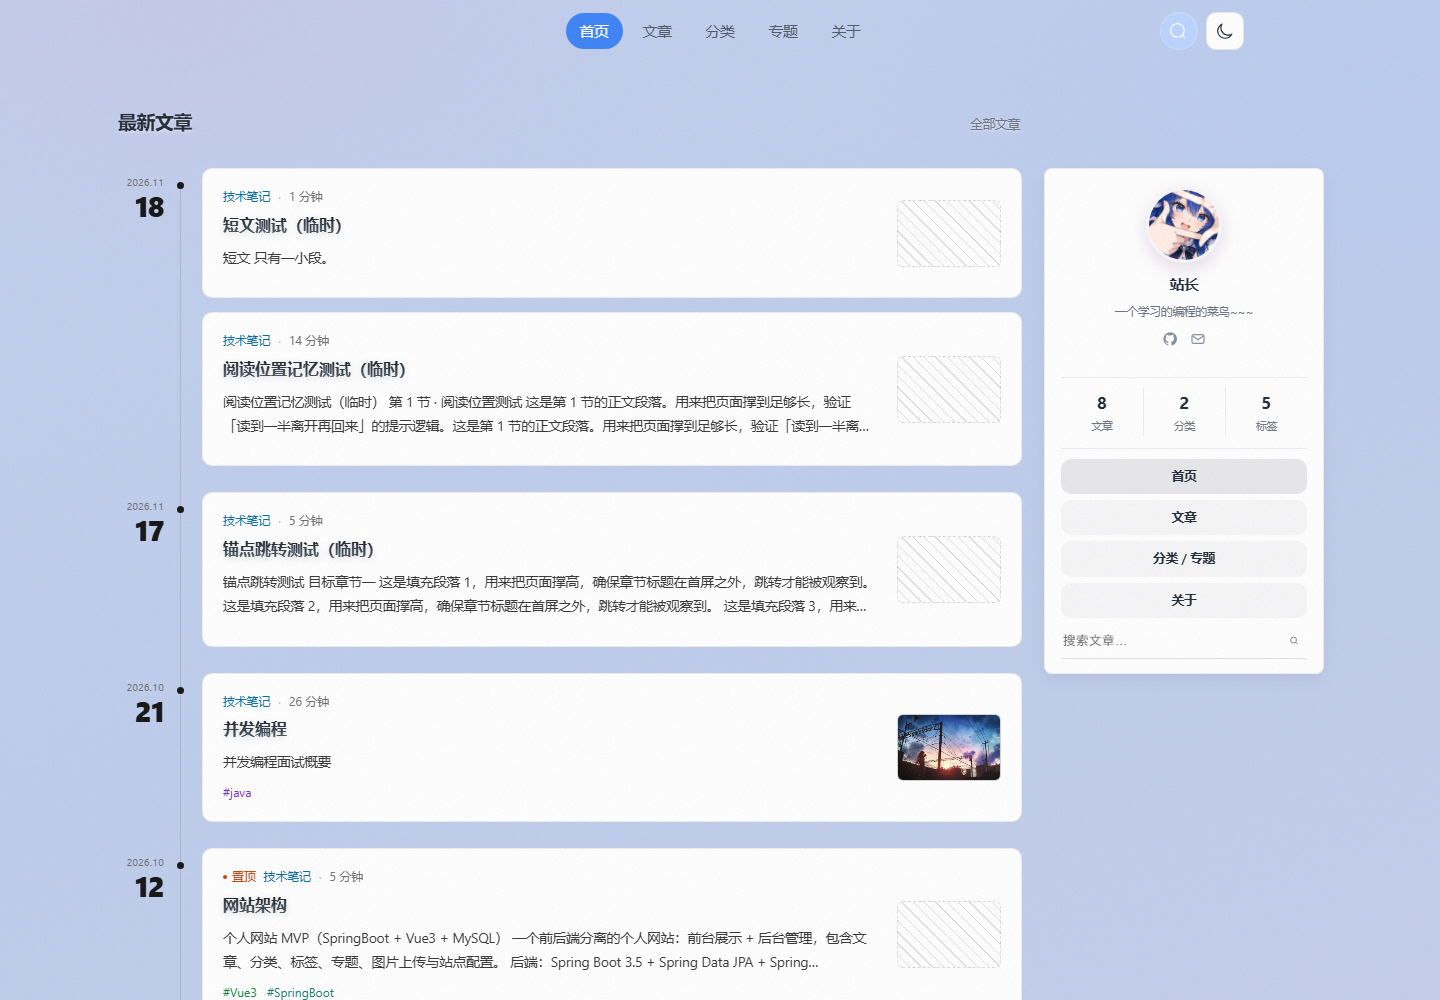 首页 文章 分类 专题 关于
最新文章
全部文章
2026.11
18
技术笔记 · 1 分钟
短文测试（临时）
短文 只有一小段。
技术笔记 · 14 分钟
阅读位置记忆测试（临时）
阅读位置记忆测试（临时） 第 1 节 · 阅读位置测试 这是第 1 节的正文段落。用来把页面撑到足够长，验证
「读到一半离开再回来」的提示逻辑。这是第 1 节的正文段落。用来把页面撑到足够长，验证「读到一半离...
2026.11
17
技术笔记 · 5 分钟
锚点跳转测试（临时）
锚点跳转测试 目标章节一 这是填充段落 1，用来把页面撑高，确保章节标题在首屏之外，跳转才能被观察到。
这是填充段落 2，用来把页面撑高，确保章节标题在首屏之外，跳转才能被观察到。 这是填充段落 3，用来...
2026.10
21
技术笔记 · 26 分钟
并发编程
并发编程面试概要
#java
2026.10
12
置顶 技术笔记 · 5 分钟
网站架构
个人网站 MVP（SpringBoot + Vue3 + MySQL） 一个前后端分离的个人网站：前台展示 + 后台管理，包含文
章、分类、标签、专题、图片上传与站点配置。 后端：Spring Boot 3.5 + Spring Data JPA + Spring...
#Vue3 #SpringBoot
站长
一个学习的编程的菜鸟~~~
8 2 5
文章 分类 标签
首页
文章
分类 / 专题
关于
搜索文章...